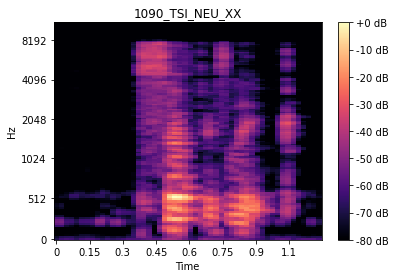 1090_TSI_NEU_XX
8192
4096
2048
1024
512
0
Hz
0 0.15 0.3 0.45 0.6 0.75 0.9 1.1
Time
+0 dB
-10 dB
-20 dB
-30 dB
-40 dB
-50 dB
-60 dB
-70 dB
-80 dB